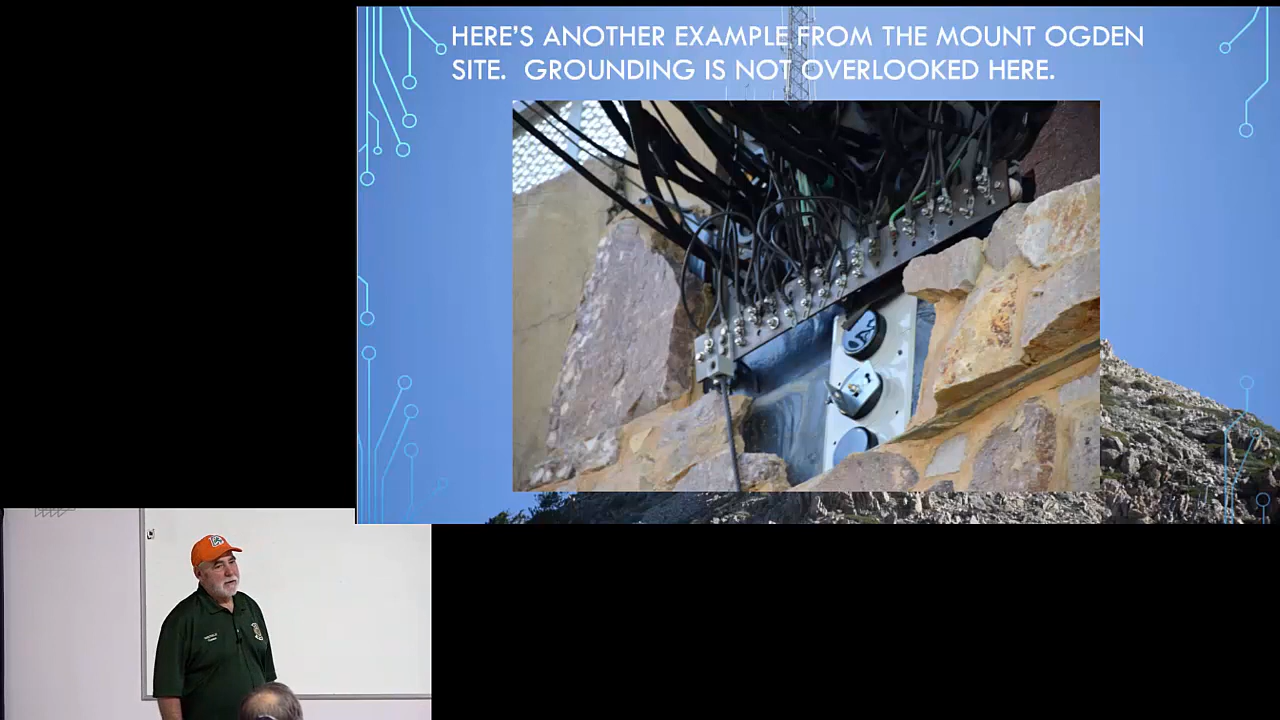 HERE'S ANOTHER EXAMPLE FROM THE MOUNT OGDEN
SITE.  GROUNDING IS NOT OVERLOOKED HERE.